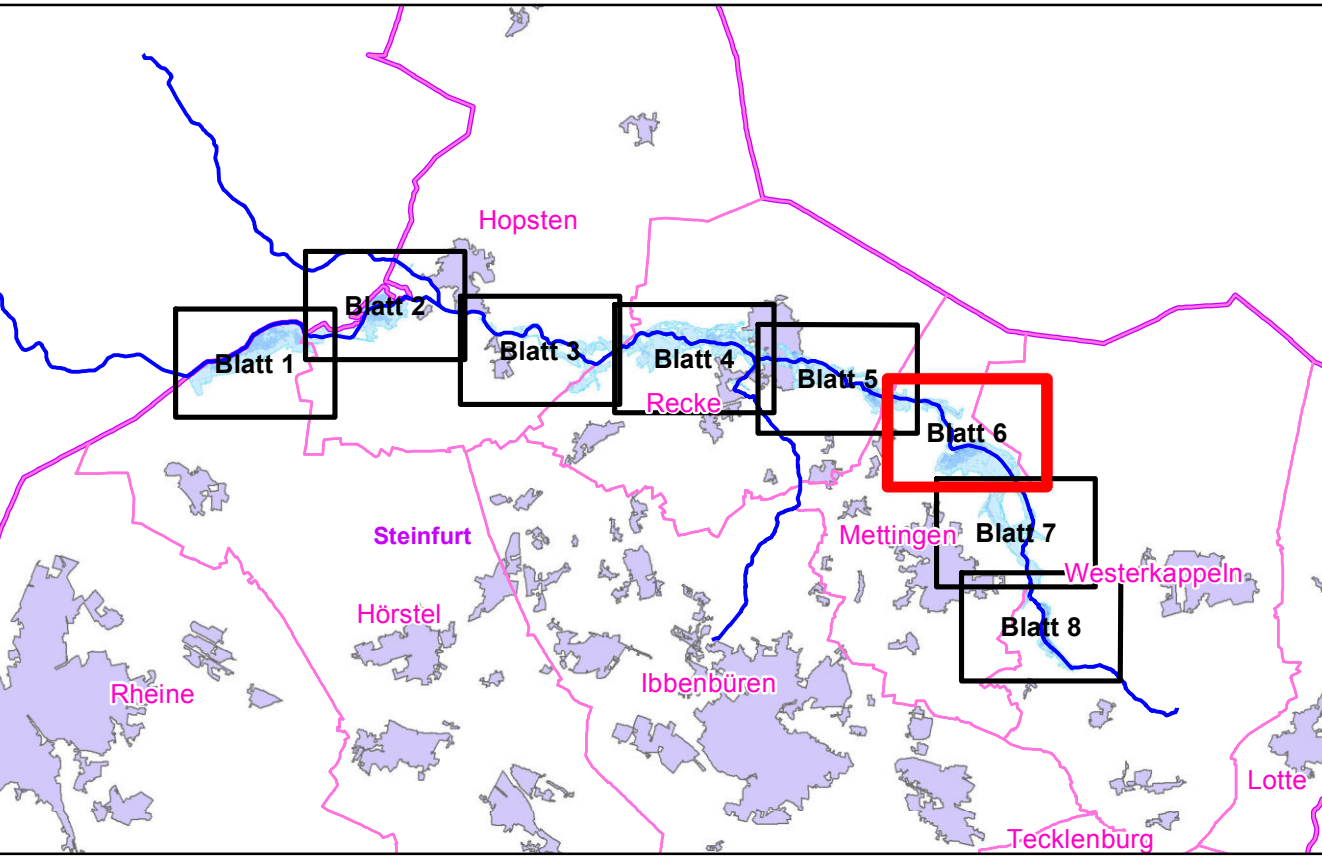 Hopsten
Blatt 2
Blatt 1
Blatt 3
Blatt 4
Blatt 5
Recke
Blatt 6
Steinfurt
Mettingen
Blatt 7
Westerkappeln
Hörstel
Blatt 8
Rheine
Ibbenbüren
Lotte
Tecklenburg